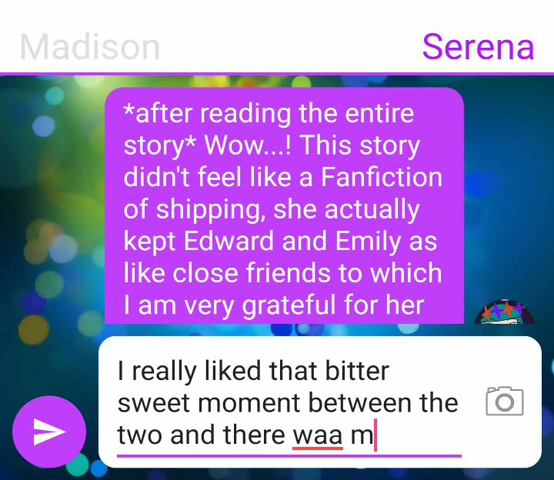 Madison Serena
*after reading the entire
story* Wow...! This story
didn't feel like a Fanfiction
of shipping, she actually
kept Edward and Emily as
like close friends to which
I am very grateful for her
I really liked that bitter
sweet moment between the
two and there waa m